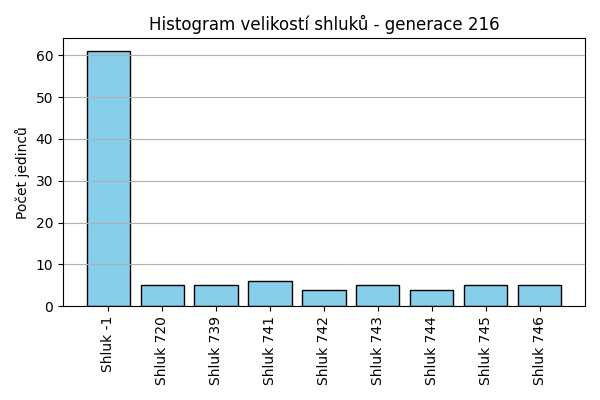 Histogram velikostí shluků - generace 216
Počet jedinců
60
50
40
30
20
10
0
Shluk -1
Shluk 720
Shluk 739
Shluk 741
Shluk 742
Shluk 743
Shluk 744
Shluk 745
Shluk 746